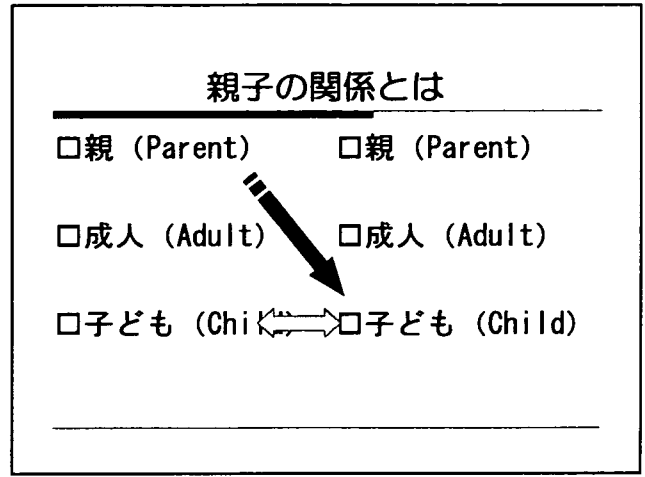 親子の関係とは
□親 (Parent) □親 (Parent)
□成人 (Adult) □成人 (Adult)
□子ども (Chi □子ども (Child)